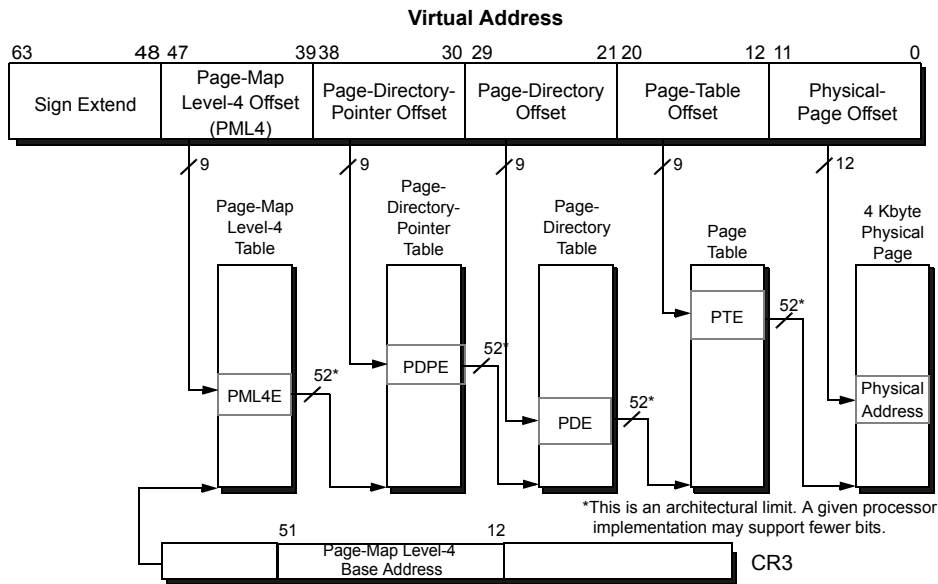 Virtual Address
63 48 47 39 38 30 29 21 20 12 11 0
Sign Extend
Page-Map
Level-4 Offset
(PML4)
Page-Directory-
Pointer Offset
Page-Directory
Offset
Page-Table
Offset
Physical-
Page Offset
9 9 9 9 12
Page-Map
Level-4
Table
Page-
Directory-
Pointer
Table
Page-
Directory
Table
Page
Table
4 Kbyte
Physical
Page
PML4E
52*
PDPE
52*
PDE
52*
PTE
52*
Physical
Address
*This is an architectural limit. A given processor
implementation may support fewer bits.
51 12
Page-Map Level-4
Base Address
CR3